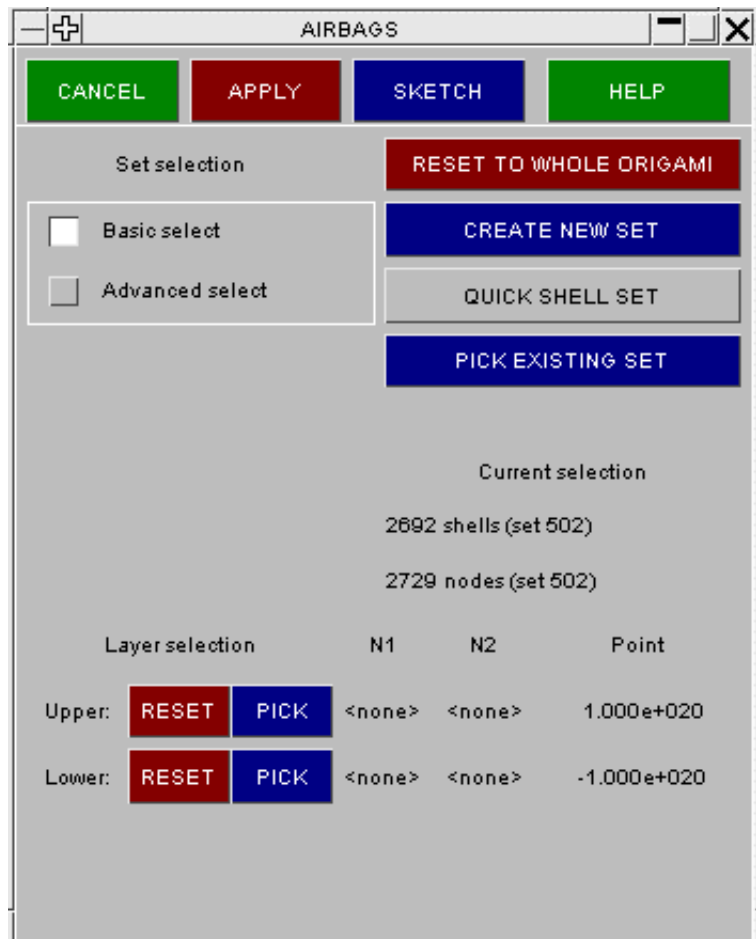 AIRBAGS
CANCEL APPLY SKETCH HELP
Set selection RESET TO WHOLE ORIGAMI
Basic select CREATE NEW SET
Advanced select QUICK SHELL SET
PICK EXISTING SET
Current selection
2692 shells (set 502)
2729 nodes (set 502)
Layer selection N1 N2 Point
Upper: RESET PICK <none> <none> 1.000e+020
Lower: RESET PICK <none> <none> -1.000e+020